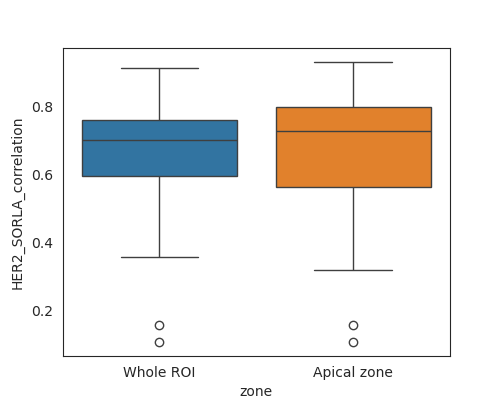 HER2_SORLA_correlation
0.8
0.6
0.4
0.2
Whole ROI
Apical zone
zone